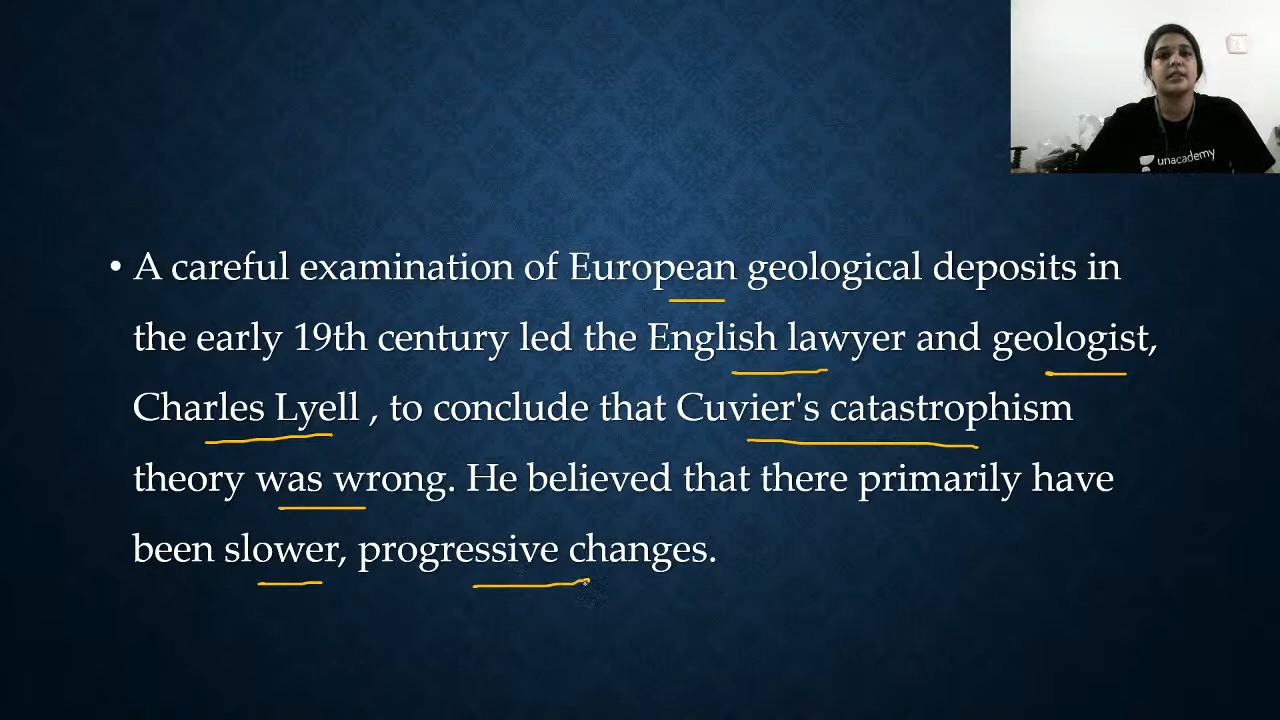 unacademy
• A careful examination of European geological deposits in
the early 19th century led the English lawyer and geologist,
Charles Lyell , to conclude that Cuvier's catastrophism
theory was wrong. He believed that there primarily have
been slower, progressive changes.